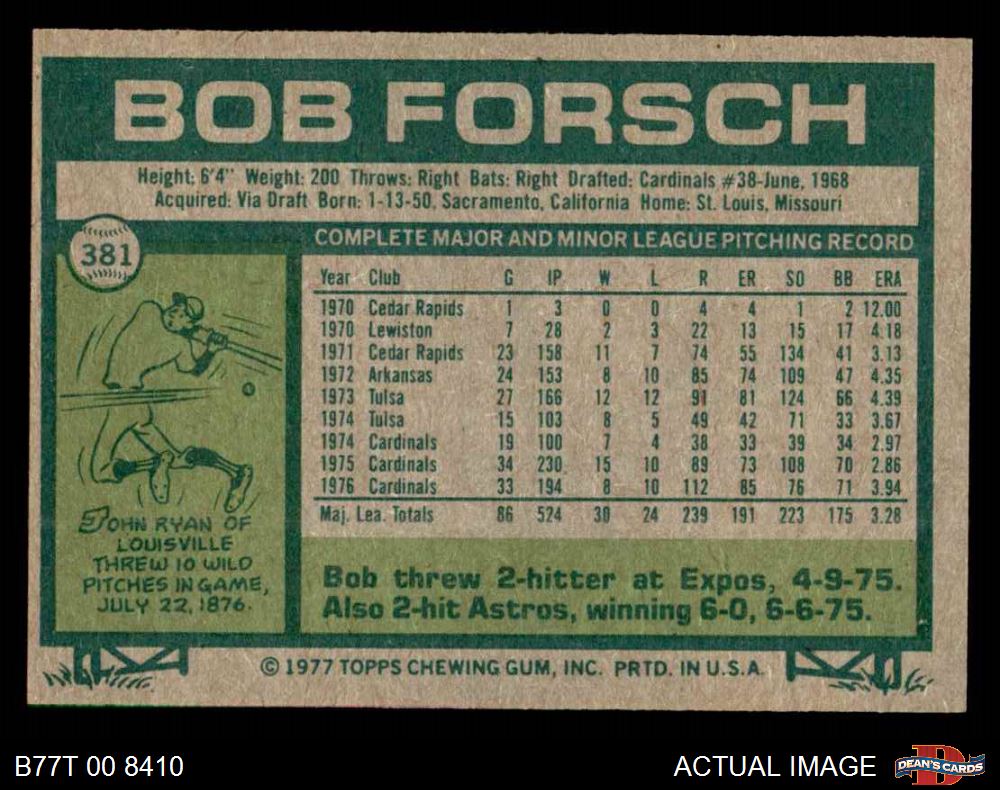 BOB FORSCH
Height: 6'4" Weight: 200 Throws: Right Bats: Right Drafted: Cardinals #38-June, 1968
Acquired: Via Draft Born: 1-13-50, Sacramento, California Home: St. Louis, Missouri
381
COMPLETE MAJOR AND MINOR LEAGUE PITCHING RECORD
Year Club G IP W L R ER SO BB ERA
1970 Cedar Rapids 1 3 0 0 4 4 1 2 12.00
1970 Lewiston 7 28 2 3 22 13 15 17 4.18
1971 Cedar Rapids 23 158 11 7 74 55 134 41 3.13
1972 Arkansas 24 153 8 10 85 74 109 47 4.35
1973 Tulsa 27 166 12 12 91 81 124 66 4.39
1974 Tulsa 15 103 8 5 49 42 71 33 3.67
1974 Cardinals 19 100 7 4 38 33 39 34 2.97
1975 Cardinals 34 230 15 10 89 73 108 70 2.86
1976 Cardinals 33 194 8 10 112 85 76 71 3.94
Maj. Lea. Totals 86 524 30 24 239 191 223 175 3.28
JOHN RYAN OF
LOUISVILLE
THREW 10 WILD
PITCHES IN GAME,
JULY 22, 1876.
Bob threw 2-hitter at Expos, 4-9-75.
Also 2-hit Astros, winning 6-0, 6-6-75.
© 1977 TOPPS CHEWING GUM, INC. PRTD. IN U.S.A.
B77T 00 8410
ACTUAL IMAGE
DEAN'S CARDS